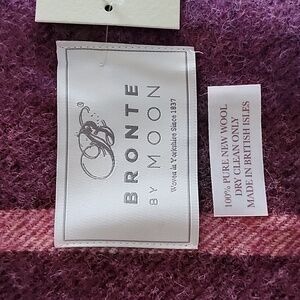 BRONTE
BY MOON
Woven in Yorkshire Since 1837
100% PURE NEW WOOL
DRY CLEAN ONLY
MADE IN BRITISH ISLES